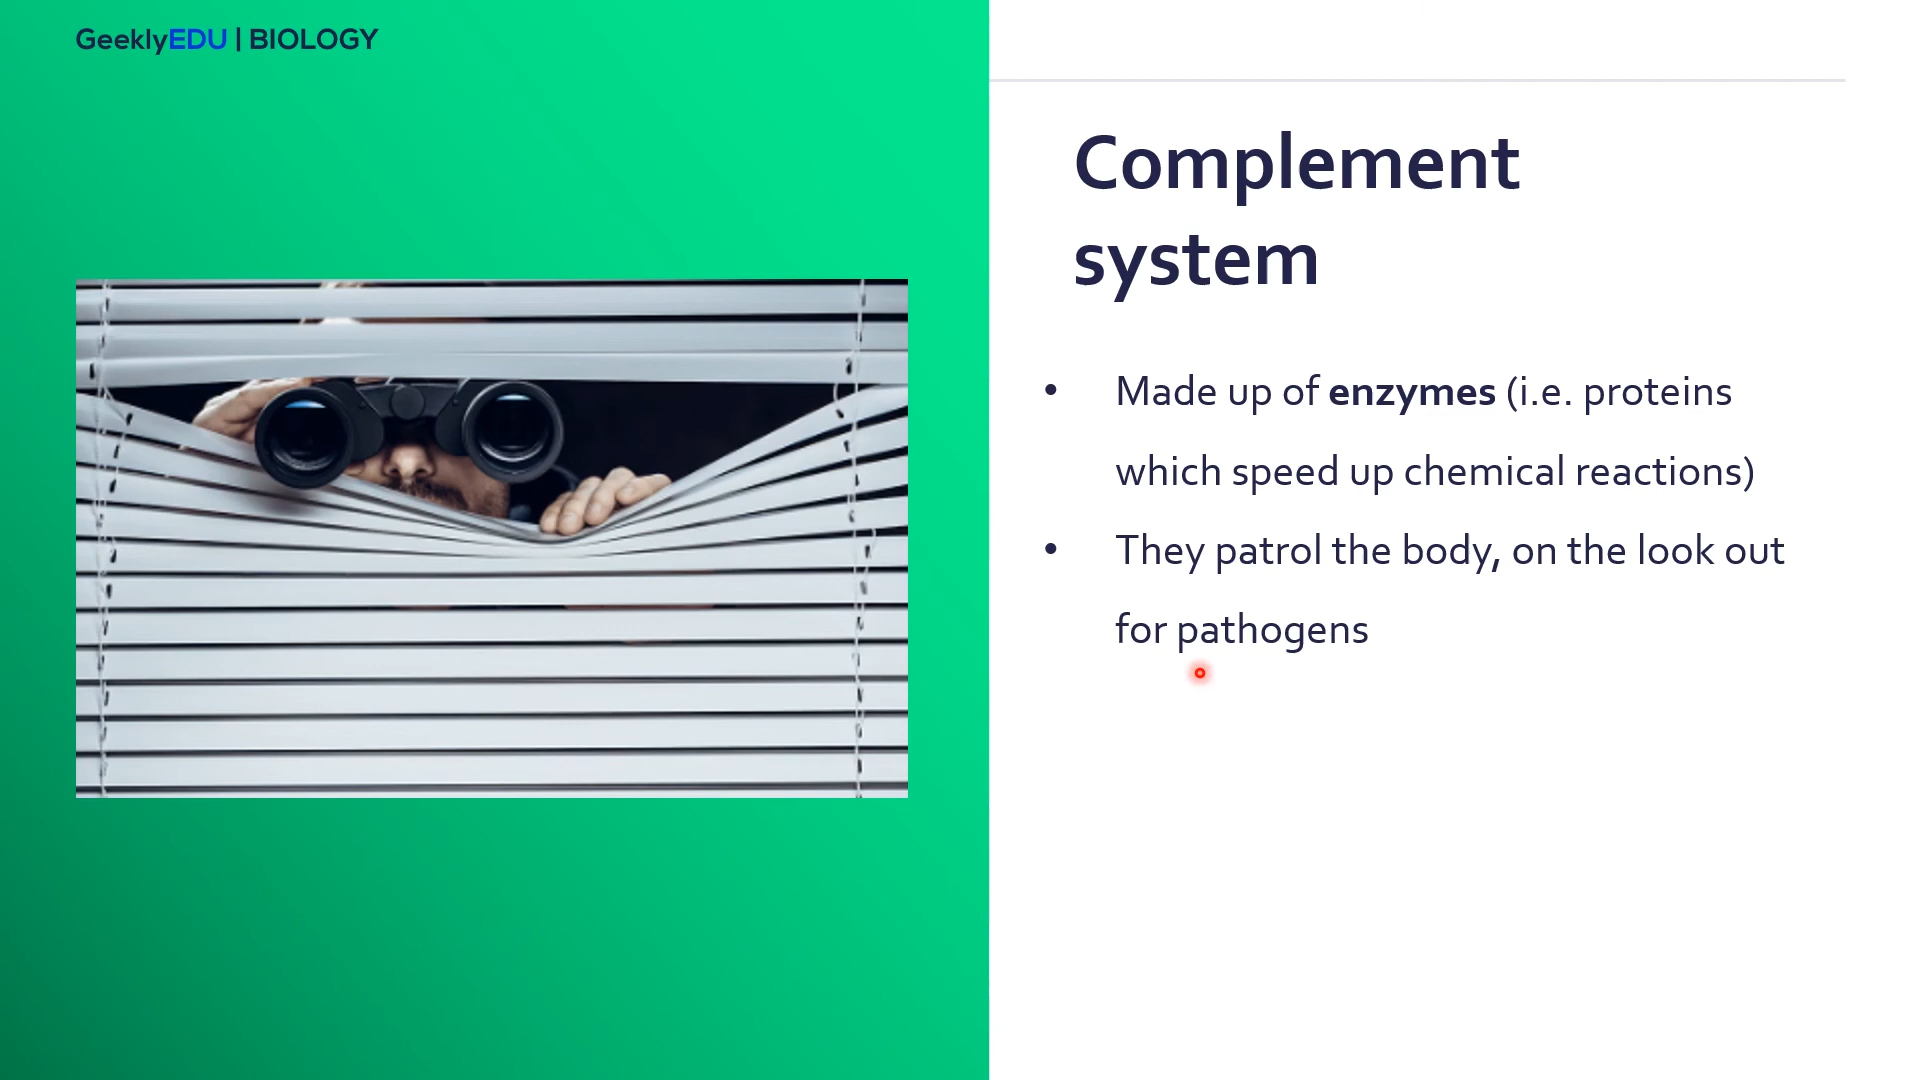 GeeklyEDU | BIOLOGY
Complement
system
• Made up of enzymes (i.e. proteins
which speed up chemical reactions)
• They patrol the body, on the look out
for pathogens